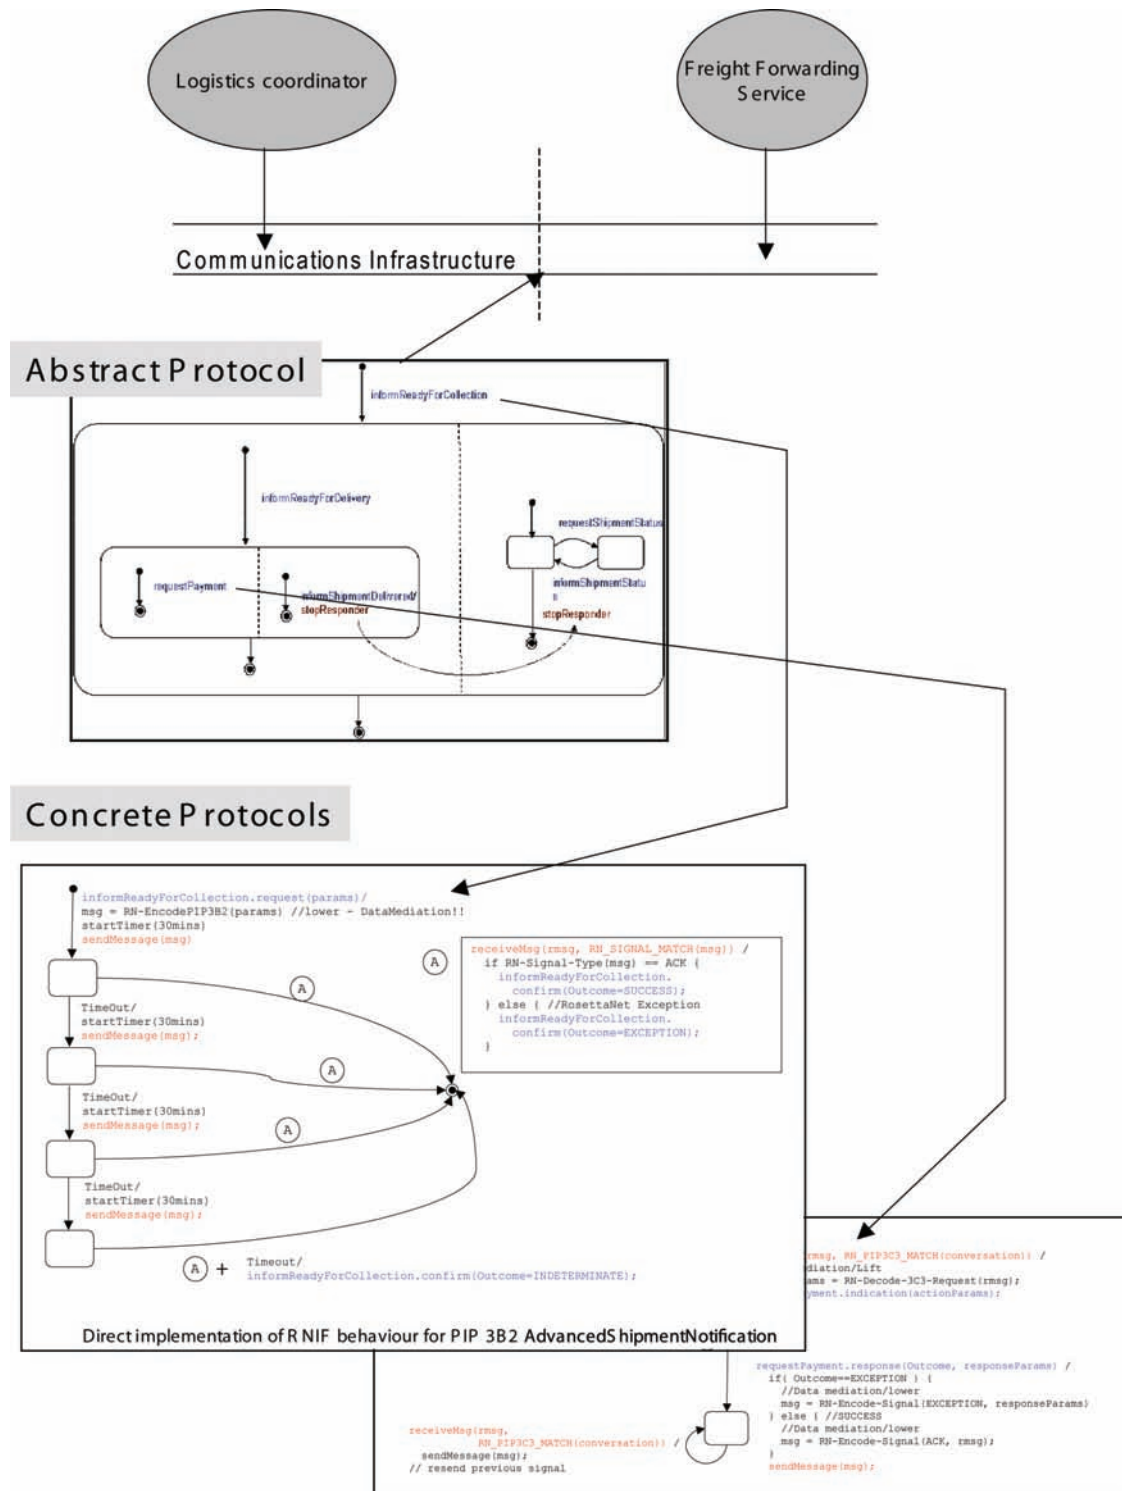 Logistics coordinator
Freight Forwarding
Service
Communications Infrastructure
Abstract Protocol
informReadyForCollection
informReadyForDelivery
requestShipmentStatus
requestPayment
informShipmentDelivered/
stopResponder
informShipmentStatu
s
stopResponder
Concrete Protocols
informReadyForCollection.request(params)/
msg = RN-EncodePIP3B2(params) //lower - DataMediation!!
startTimer(30mins)
sendMessage(msg)
A
receiveMsg(rmsg, RN_SIGNAL_MATCH(msg)) /
if RN-Signal-Type(msg) == ACK {
informReadyForCollection.
confirm(Outcome=SUCCESS);
} else { //RosettaNet Exception
informReadyForCollection.
confirm(Outcome=EXCEPTION);
}
A
TimeOut/
startTimer(30mins)
sendMessage(msg);
A
TimeOut/
startTimer(30mins)
sendMessage(msg);
A
TimeOut/
startTimer(30mins)
sendMessage(msg);
A + Timeout/
informReadyForCollection.confirm(Outcome=INDETERMINATE);
Direct implementation of RNIF behaviour for PIP 3B2 AdvancedShipmentNotification
rmsg, RN_PIP3C3_MATCH(conversation)) /
diation/Lift
ams = RN-Decode-3C3-Request(rmsg);
yment.indication(actionParams);
requestPayment.response(Outcome, responseParams) /
if( Outcome==EXCEPTION ) {
//Data mediation/lower
msg = RN-Encode-Signal(EXCEPTION, responseParams)
} else { //SUCCESS
//Data mediation/lower
msg = RN-Encode-Signal(ACK, rmsg);
}
sendMessage(msg);
receiveMsg(rmsg,
RN_PIP3C3_MATCH(conversation)) /
sendMessage(msg);
// resend previous signal